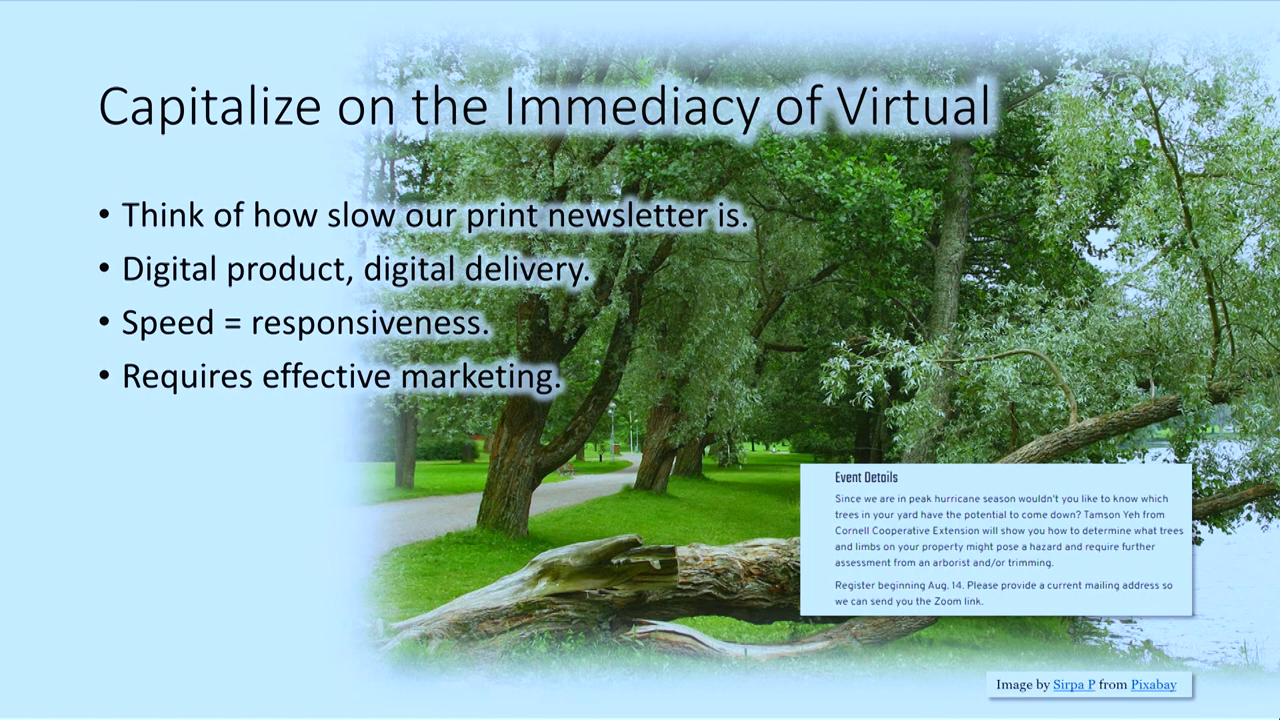 Capitalize on the Immediacy of Virtual
• Think of how slow our print newsletter is.
• Digital product, digital delivery.
• Speed = responsiveness.
• Requires effective marketing.
Event Details
Since we are in peak hurricane season wouldn't you like to know which
trees in your yard have the potential to come down? Tamson Yeh from
Cornell Cooperative Extension will show you how to determine what trees
and limbs on your property might pose a hazard and require further
assessment from an arborist and/or trimming.
Register beginning Aug. 14. Please provide a current mailing address so
we can send you the Zoom link.
Image by Sirpa P from Pixabay